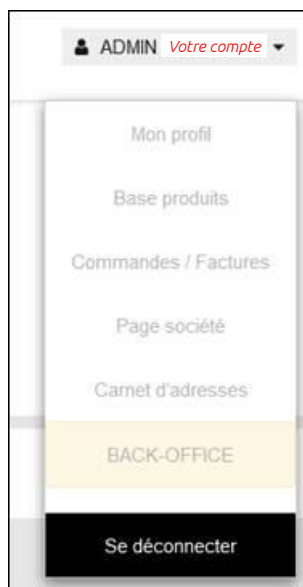 ADMIN Votre compte
Mon profil
Base produits
Commandes / Factures
Page société
Carnet d'adresses
BACK-OFFICE
Se déconnecter